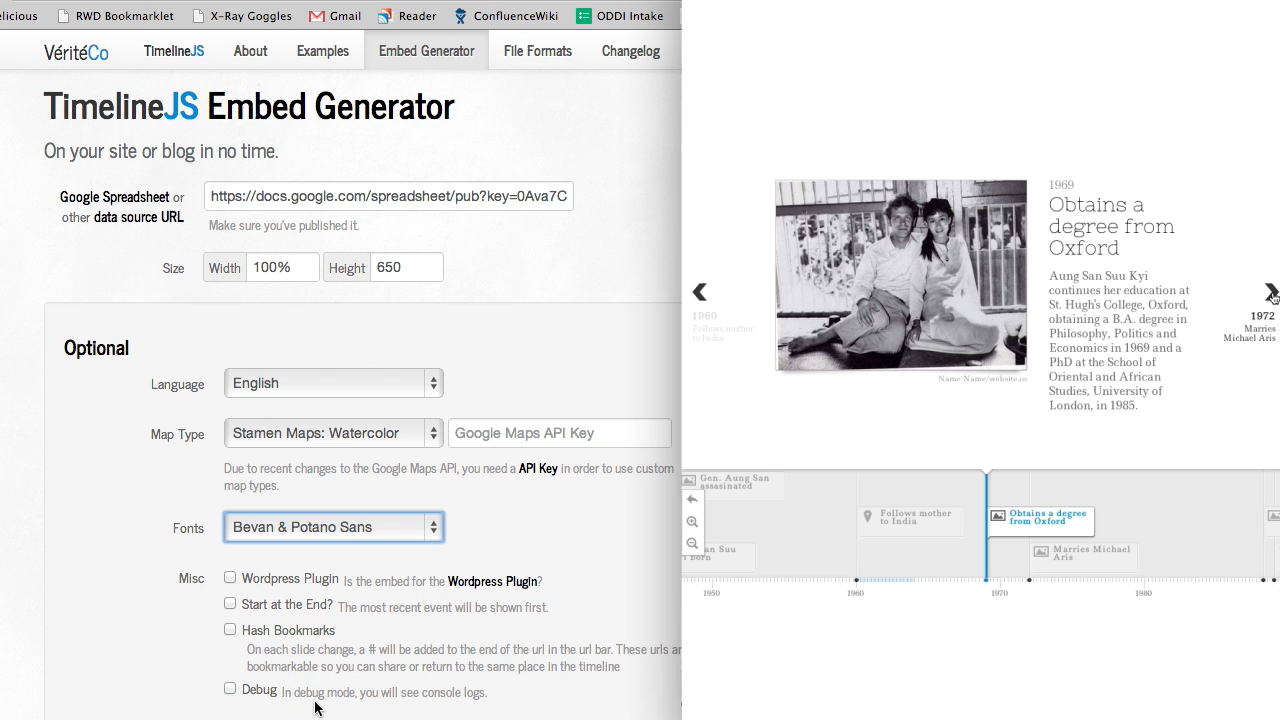 elicious RWD Bookmarklet X-Ray Goggles Gmail Reader ConfluenceWiki ODDI Intake
VéritéCo TimelineJS About Examples Embed Generator File Formats Changelog
TimelineJS Embed Generator
On your site or blog in no time.
Google Spreadsheet or
other data source URL
https://docs.google.com/spreadsheet/pub?key=0Ava7C
Make sure you've published it.
Size Width 100% Height 650
Optional
Language English
Map Type Stamen Maps: Watercolor Google Maps API Key
Due to recent changes to the Google Maps API, you need a API Key in order to use custom
map types.
Fonts Bevan & Potano Sans
Misc Wordpress Plugin Is the embed for the Wordpress Plugin?
Start at the End? The most recent event will be shown first.
Hash Bookmarks
On each slide change, a # will be added to the end of the url in the url bar. These urls ar
bookmarkable so you can share or return to the same place in the timeline
Debug In debug mode, you will see console logs.
1960
Follows mother
to India
Name Name/website.co
1969
Obtains a
degree from
Oxford
Aung San Suu Kyi
continues her education at
St. Hugh's College, Oxford,
obtaining a B.A. degree in
Philosophy, Politics and
Economics in 1969 and a
PhD at the School of
Oriental and African
Studies, University of
London, in 1985.
1972
Marries
Michael Aris
Gen. Aung San
assasinated
Follows mother
to India
Obtains a degree
from Oxford
an Suu
born
Marries Michael
Aris
1950 1960 1970 1980